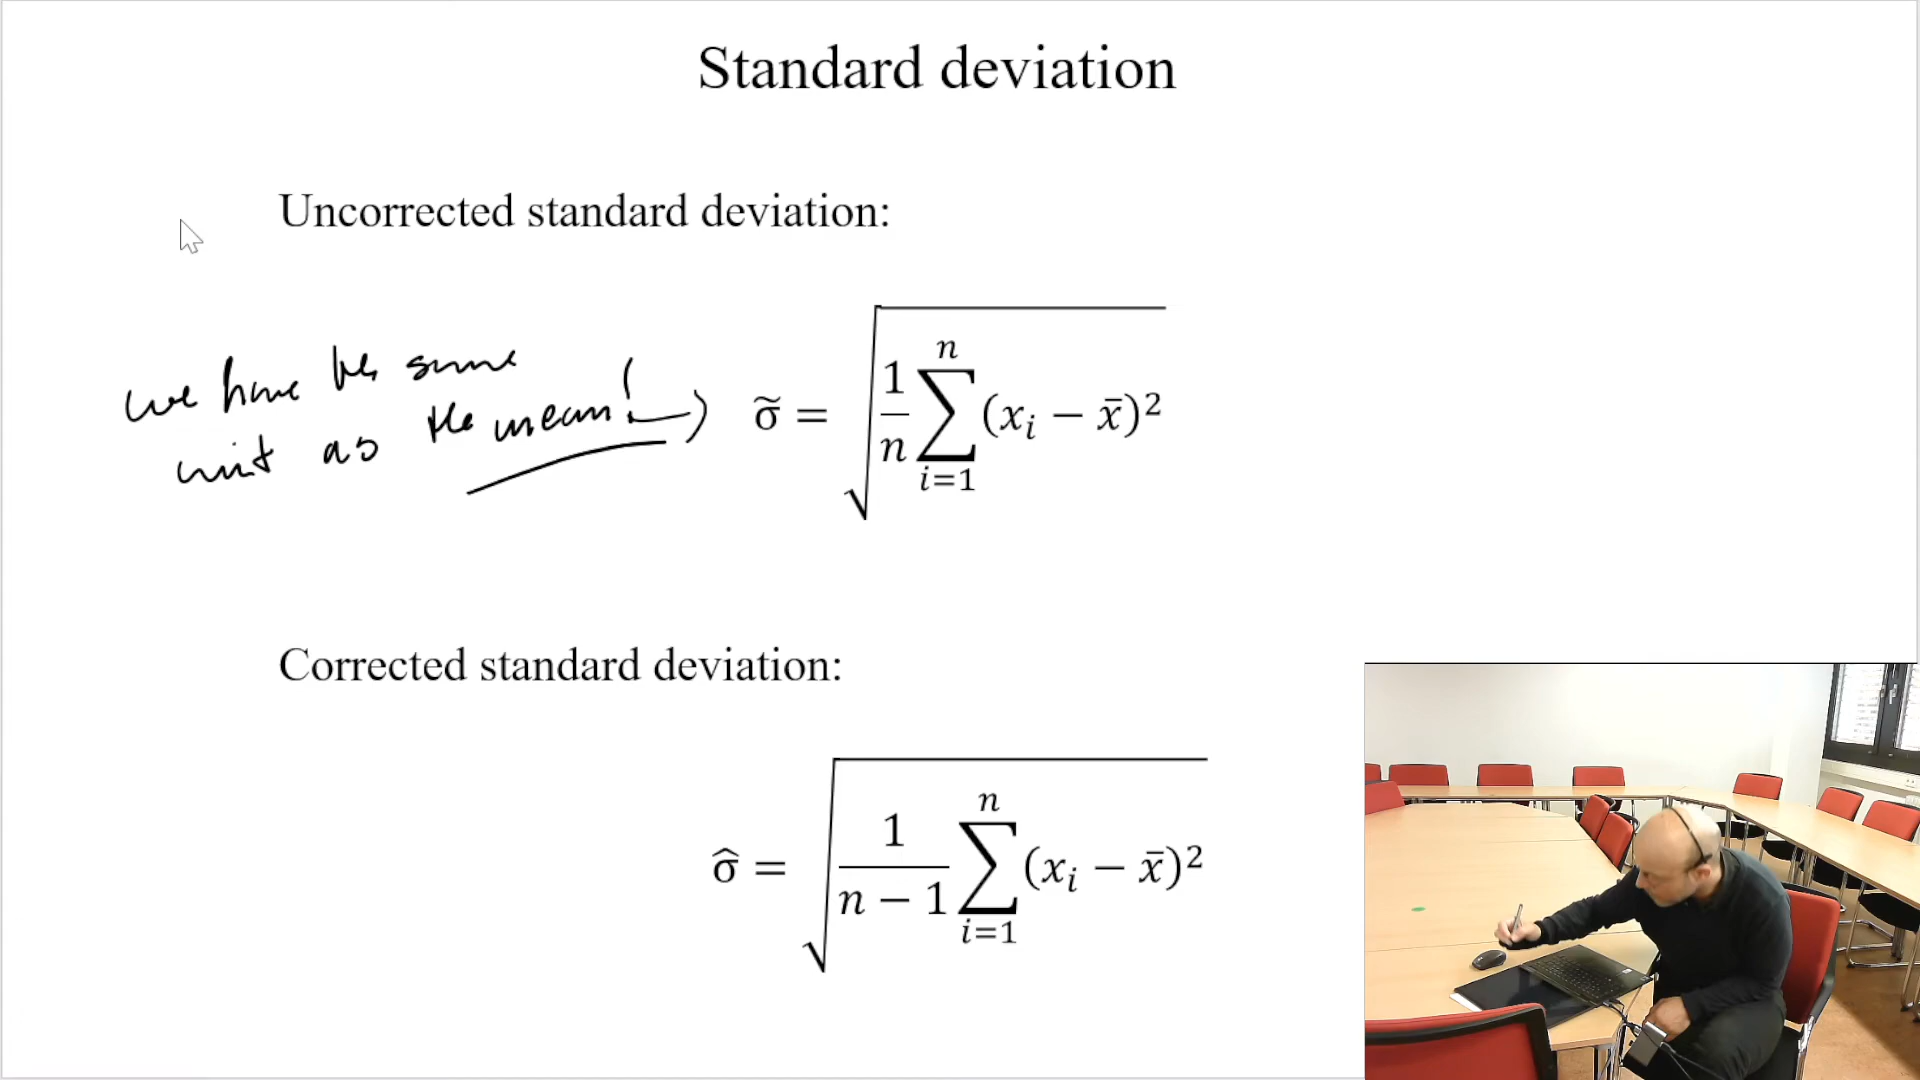 Standard deviation
Uncorrected standard deviation:
we have the same
unit as the mean!
σ̃ = √(1/n ∑_{i=1}^{n} (x_i − x̄)²)
Corrected standard deviation:
σ̂ = √(1/(n − 1) ∑_{i=1}^{n} (x_i − x̄)²)